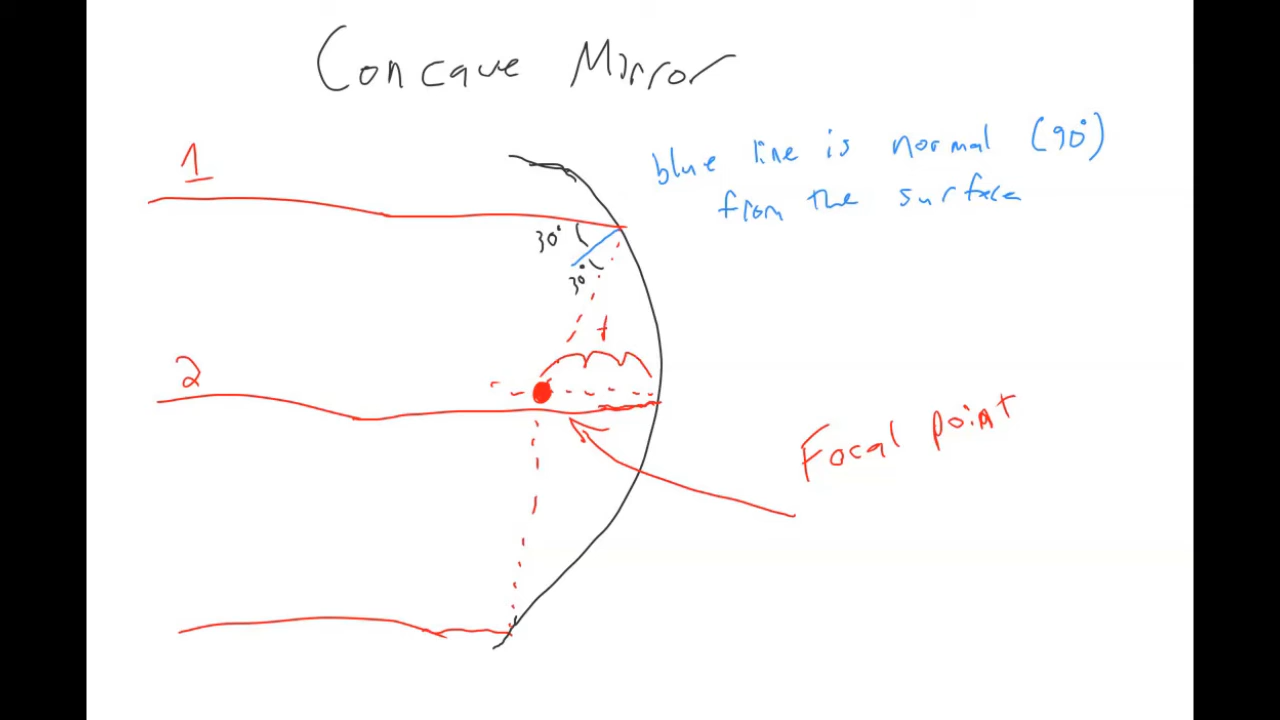 Concave Mirror
1
blue line is normal (90°)
from the surface
30°
30°
f
2
Focal point